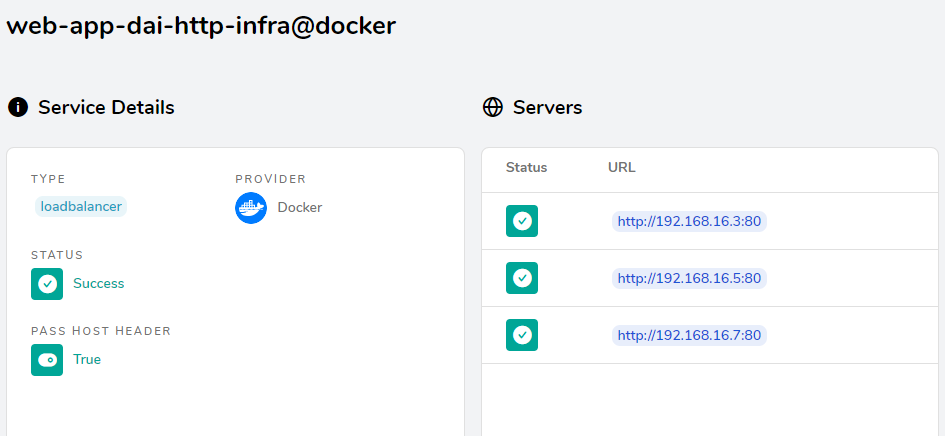 web-app-dai-http-infra@docker
Service Details
TYPE
loadbalancer
PROVIDER
Docker
STATUS
Success
PASS HOST HEADER
True
Servers
Status URL
http://192.168.16.3:80
http://192.168.16.5:80
http://192.168.16.7:80